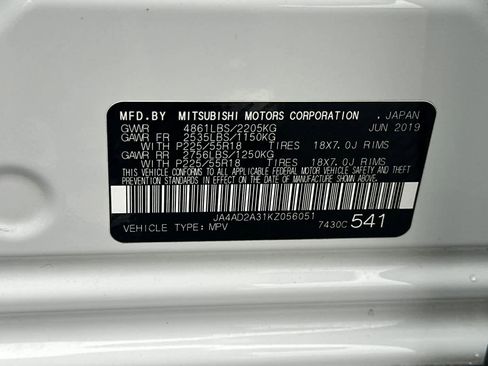 MFD.BY MITSUBISHI MOTORS CORPORATION , JAPAN
GVWR 4861LBS/2205KG JUN 2019
GAWR FR 2535LBS/1150KG
WITH P225/55R18 TIRES 18X7.0J RIMS
GAWR RR 2756LBS/1250KG
WITH P225/55R18 TIRES 18X7.0J RIMS
THIS VEHICLE CONFORMS TO ALL APPLICABLE FEDERAL MOTOR VEHICLE SAFETY
AND THEFT PREVENTION STANDARDS IN EFFECT ON THE DATE OF MANUFACTURE
SHOWN ABOVE.
JA4AD2A31KZ056051
VEHICLE TYPE:MPV 7430C 541